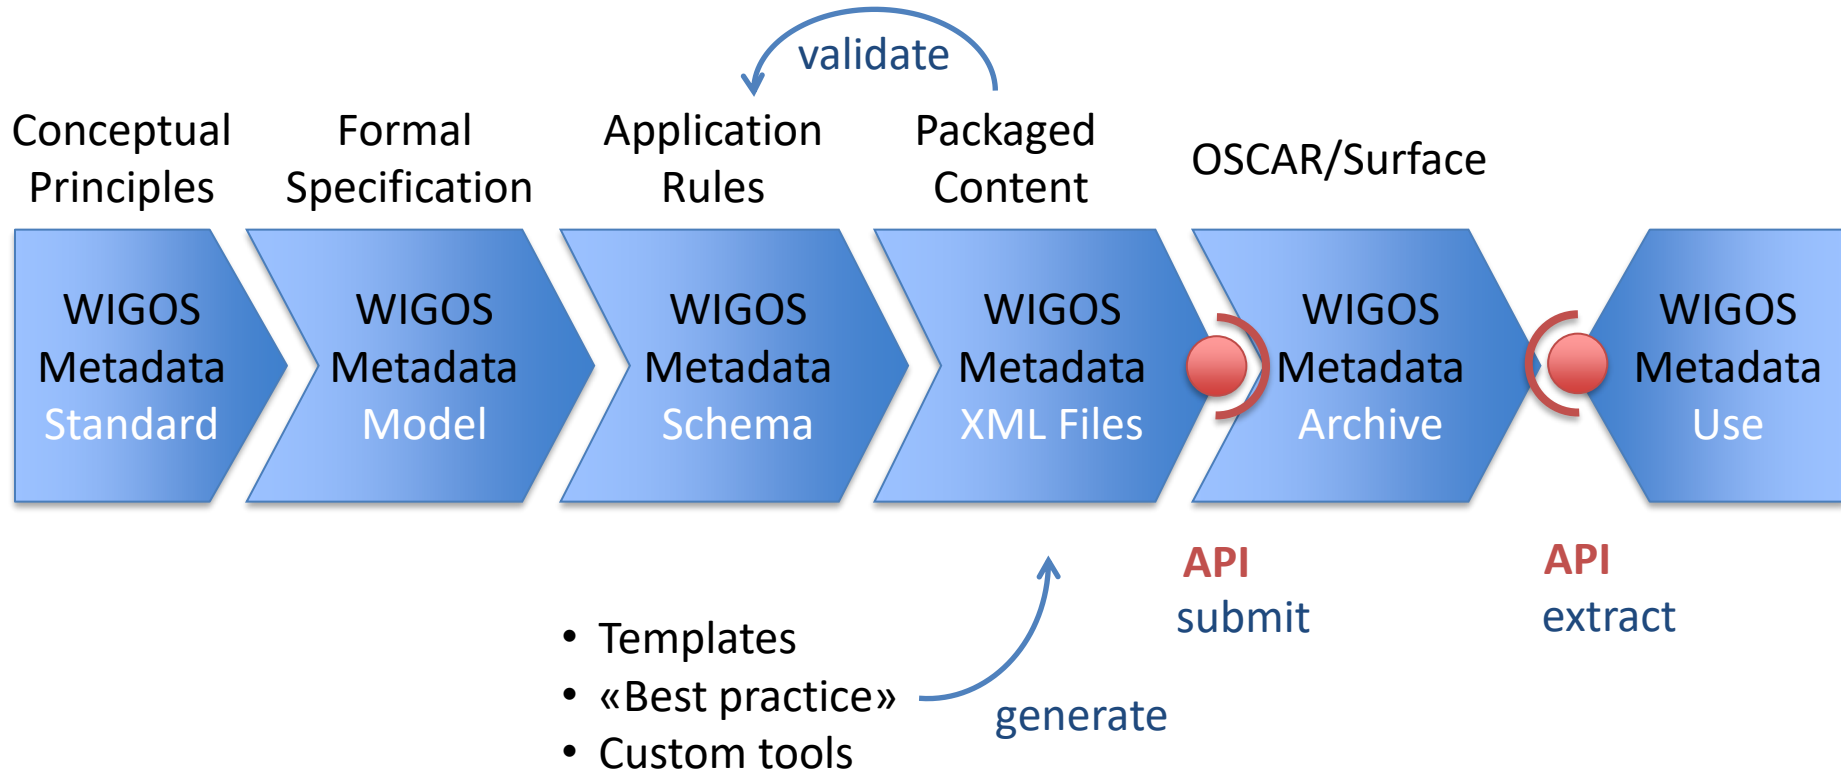 validate
Conceptual
Principles
Formal
Specification
Application
Rules
Packaged
Content
OSCAR/Surface
WIGOS
Metadata
Standard
WIGOS
Metadata
Model
WIGOS
Metadata
Schema
WIGOS
Metadata
XML Files
WIGOS
Metadata
Archive
WIGOS
Metadata
Use
API
submit
API
extract
• Templates
• «Best practice»
• Custom tools
generate